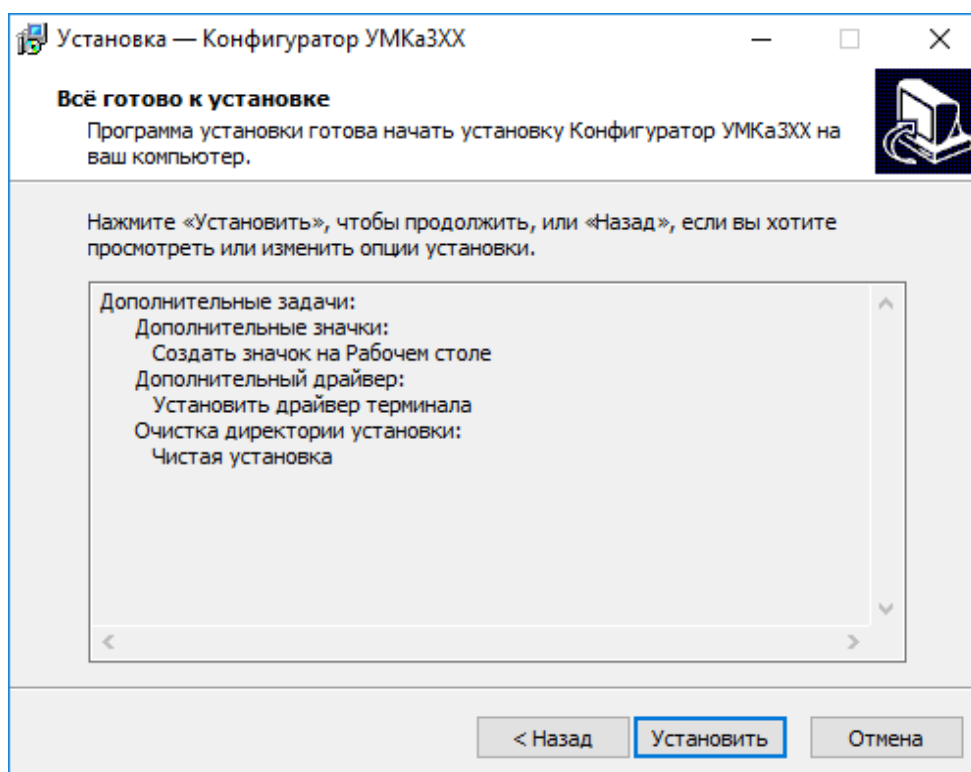 Установка — Конфигуратор УМКа3XX
Всё готово к установке
Программа установки готова начать установку Конфигуратор УМКа3XX на
ваш компьютер.
Нажмите «Установить», чтобы продолжить, или «Назад», если вы хотите
просмотреть или изменить опции установки.
Дополнительные задачи:
Дополнительные значки:
Создать значок на Рабочем столе
Дополнительный драйвер:
Установить драйвер терминала
Очистка директории установки:
Чистая установка
< Назад
Установить
Отмена